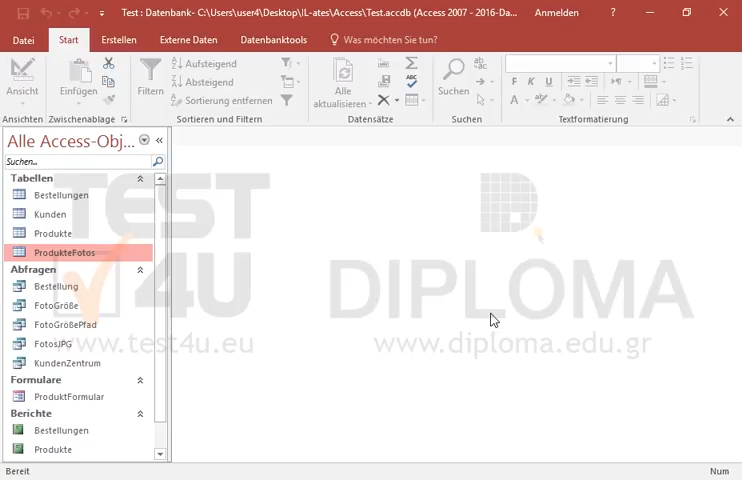 Test : Datenbank- C:\Users\user4\Desktop\IL-ates\Access\Test.accdb (Access 2007 - 2016-Da... Anmelden ?
Datei Start Erstellen Externe Daten Datenbanktools Was möchten Sie tun?
Ansicht
Einfügen
Filtern
Aufsteigend
Absteigend
Sortierung entfernen
Alle
aktualisieren
Suchen
F K U
ABC
A
Ansichten Zwischenablage Sortieren und Filtern Datensätze Suchen Textformatierung
Alle Access-Obj...
Suchen...
Tabellen
Bestellungen
Kunden
Produkte
ProdukteFotos
Abfragen
Bestellung
FotoGröße
FotoGrößePfad
FotosJPG
KundenZentrum
Formulare
ProduktFormular
Berichte
Bestellungen
Produkte
TEST
4U
www.test4u.eu
D
DIPLOMA
www.diploma.edu.gr
Bereit Num